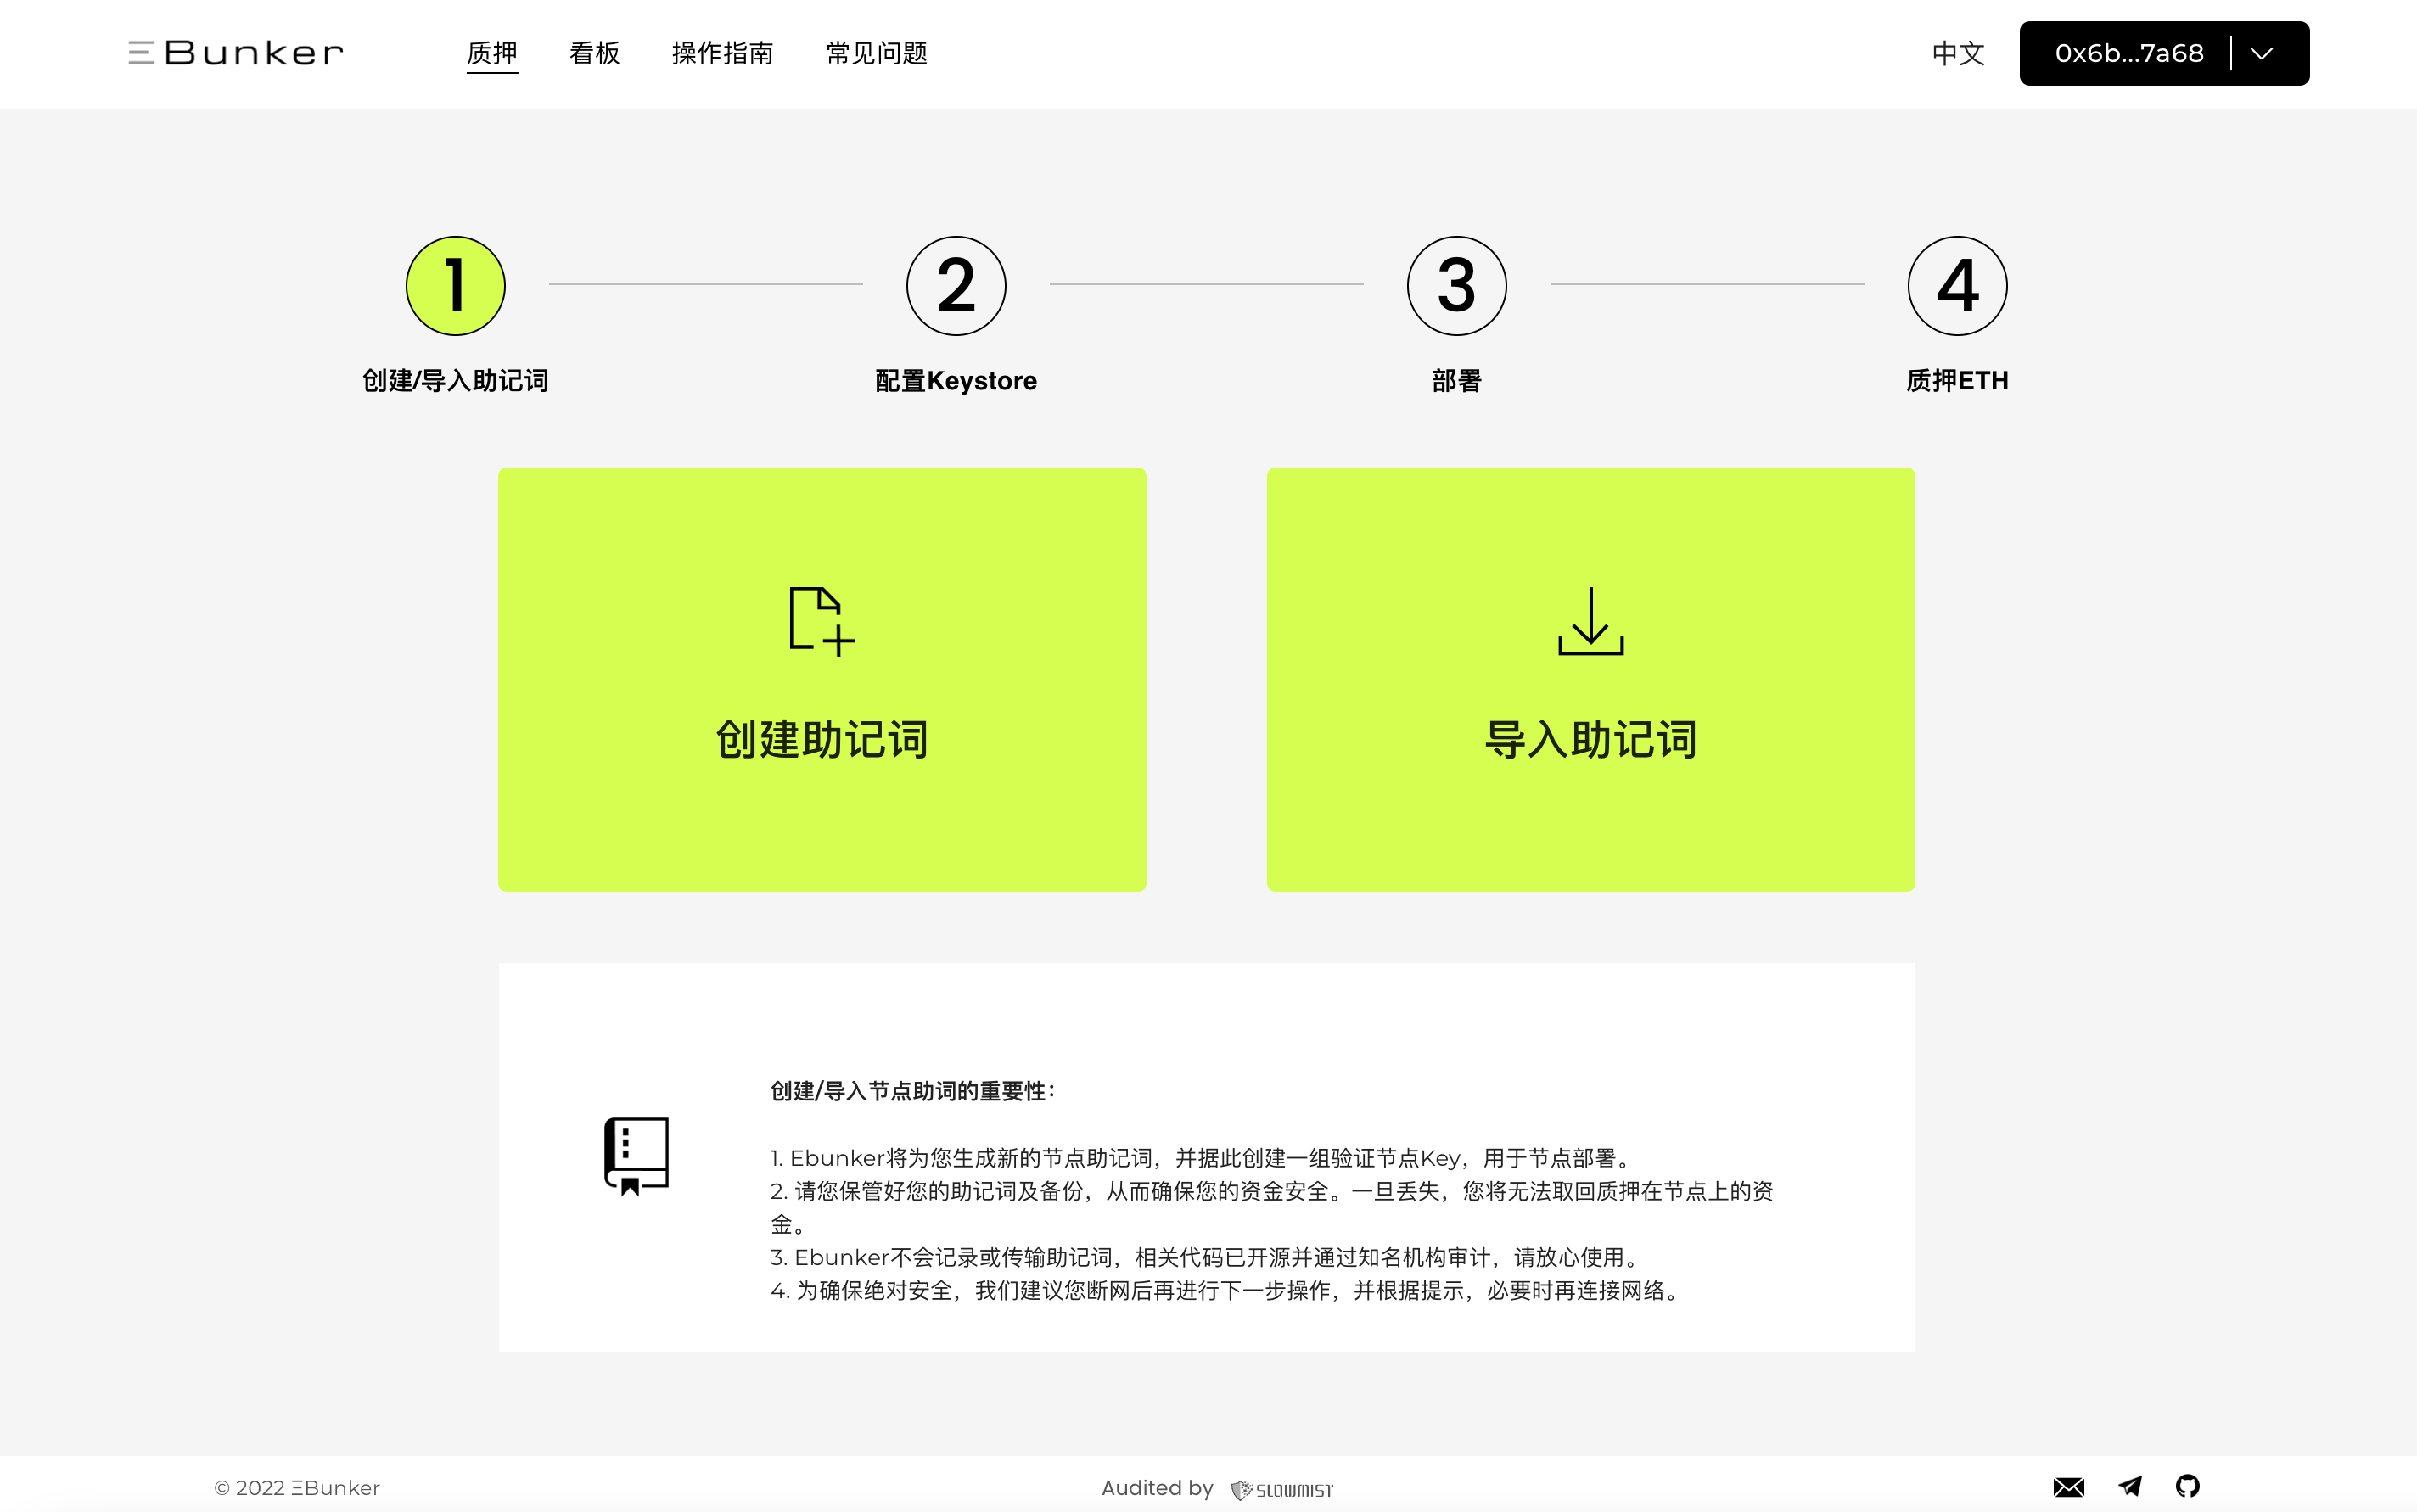 ΞBunker
质押
看板
操作指南
常见问题
中文
0x6b...7a68
1
2
3
4
创建/导入助记词
配置Keystore
部署
质押ETH
创建助记词
导入助记词
创建/导入节点助词的重要性：
1. Ebunker将为您生成新的节点助记词，并据此创建一组验证节点Key，用于节点部署。
2. 请您保管好您的助记词及备份，从而确保您的资金安全。一旦丢失，您将无法取回质押在节点上的资
金。
3. Ebunker不会记录或传输助记词，相关代码已开源并通过知名机构审计，请放心使用。
4. 为确保绝对安全，我们建议您断网后再进行下一步操作，并根据提示，必要时再连接网络。
© 2022 ΞBunker
Audited by SLOWMIST